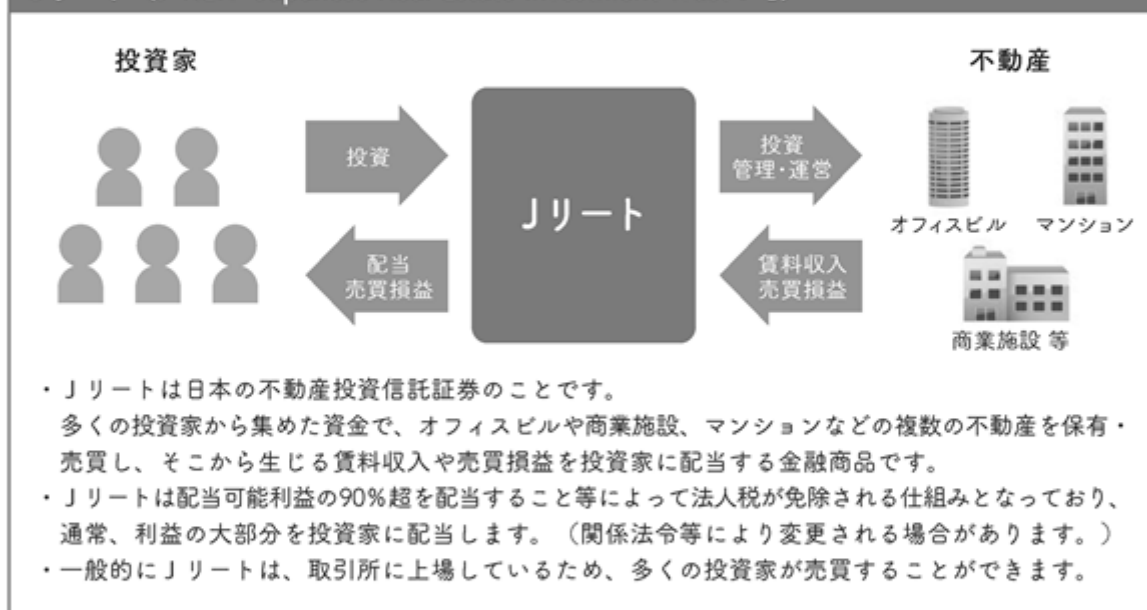 投資家
不動産
投資
Jリート
投資
管理・運営
オフィスビル
マンション
配当
売買損益
賃料収入
売買損益
商業施設 等
・Jリートは日本の不動産投資信託証券のことです。
多くの投資家から集めた資金で、オフィスビルや商業施設、マンションなどの複数の不動産を保有・
売買し、そこから生じる賃料収入や売買損益を投資家に配当する金融商品です。
・Jリートは配当可能利益の90%超を配当すること等によって法人税が免除される仕組みとなっており、
通常、利益の大部分を投資家に配当します。（関係法令等により変更される場合があります。）
・一般的にJリートは、取引所に上場しているため、多くの投資家が売買することができます。